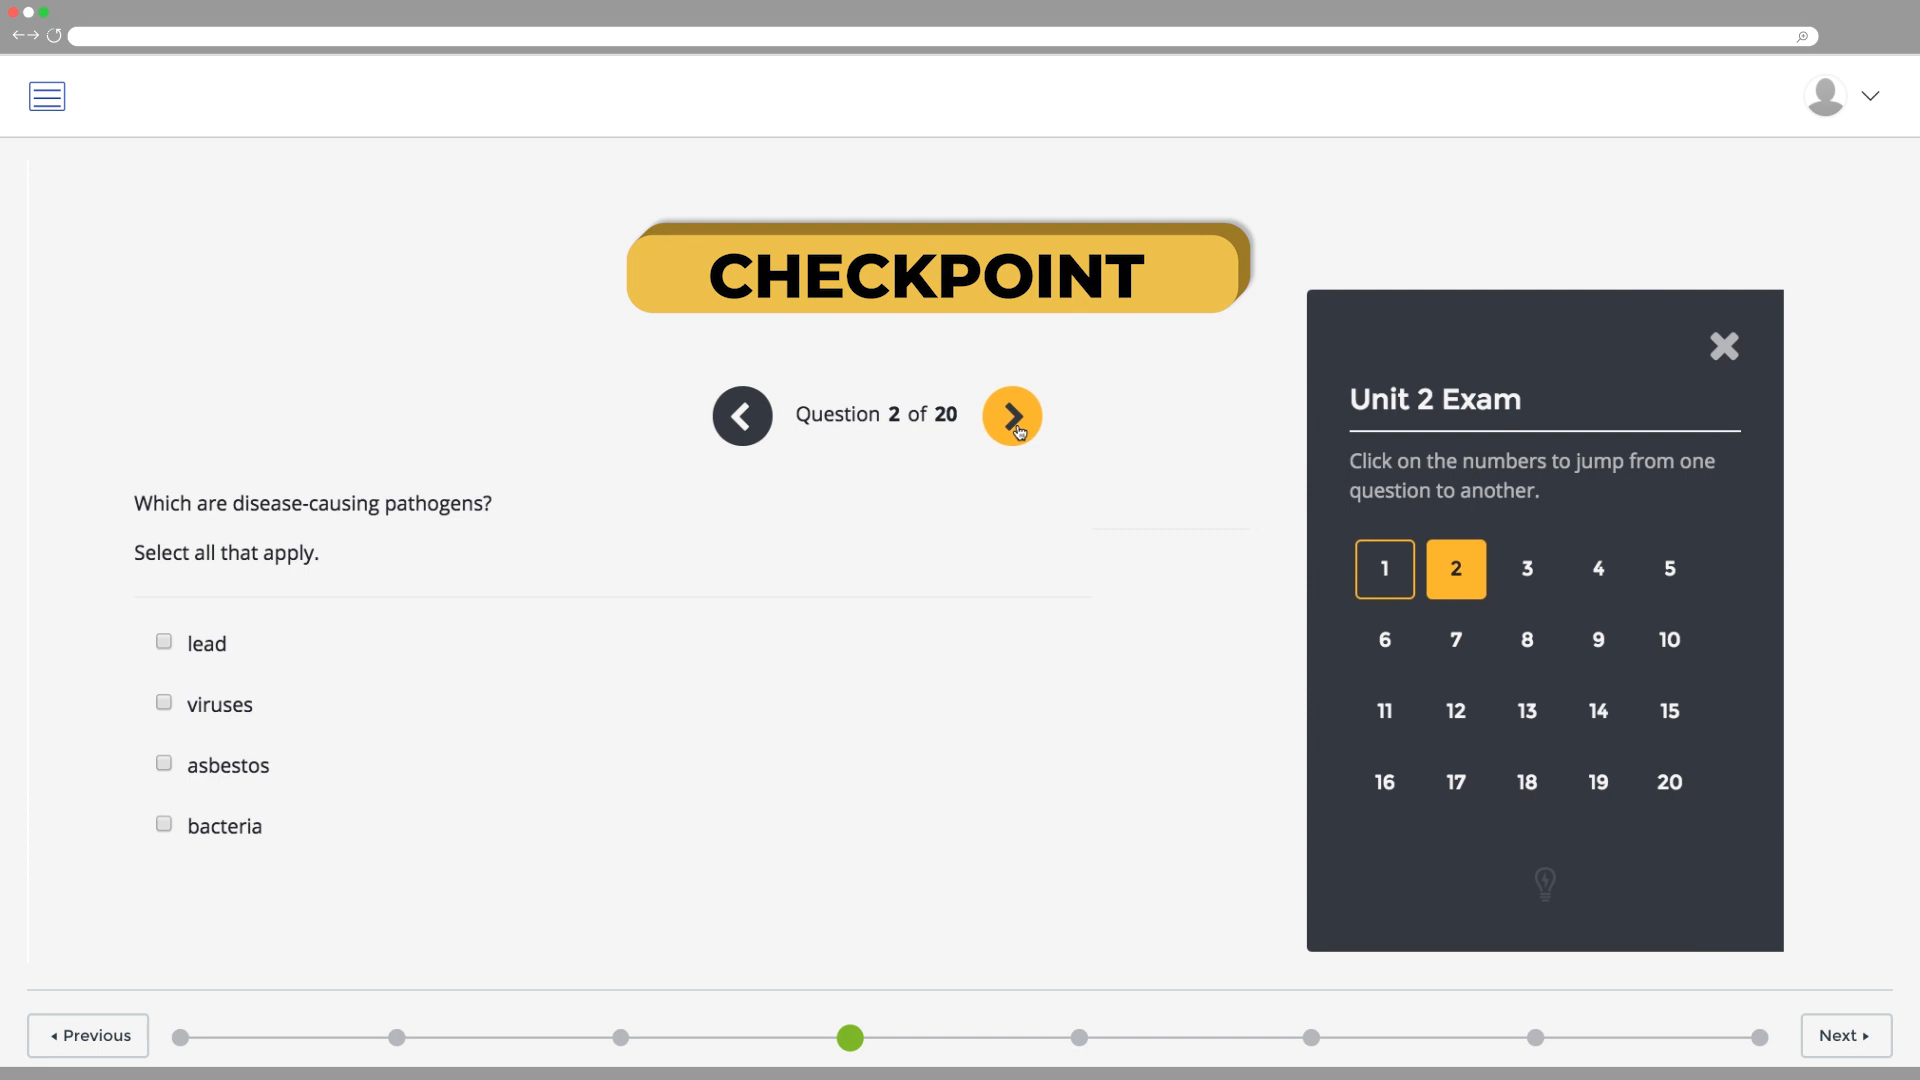 CHECKPOINT
Question 2 of 20
Which are disease-causing pathogens?
Select all that apply.
lead
viruses
asbestos
bacteria
Unit 2 Exam
Click on the numbers to jump from one
question to another.
1 2 3 4 5
6 7 8 9 10
11 12 13 14 15
16 17 18 19 20
Previous
Next